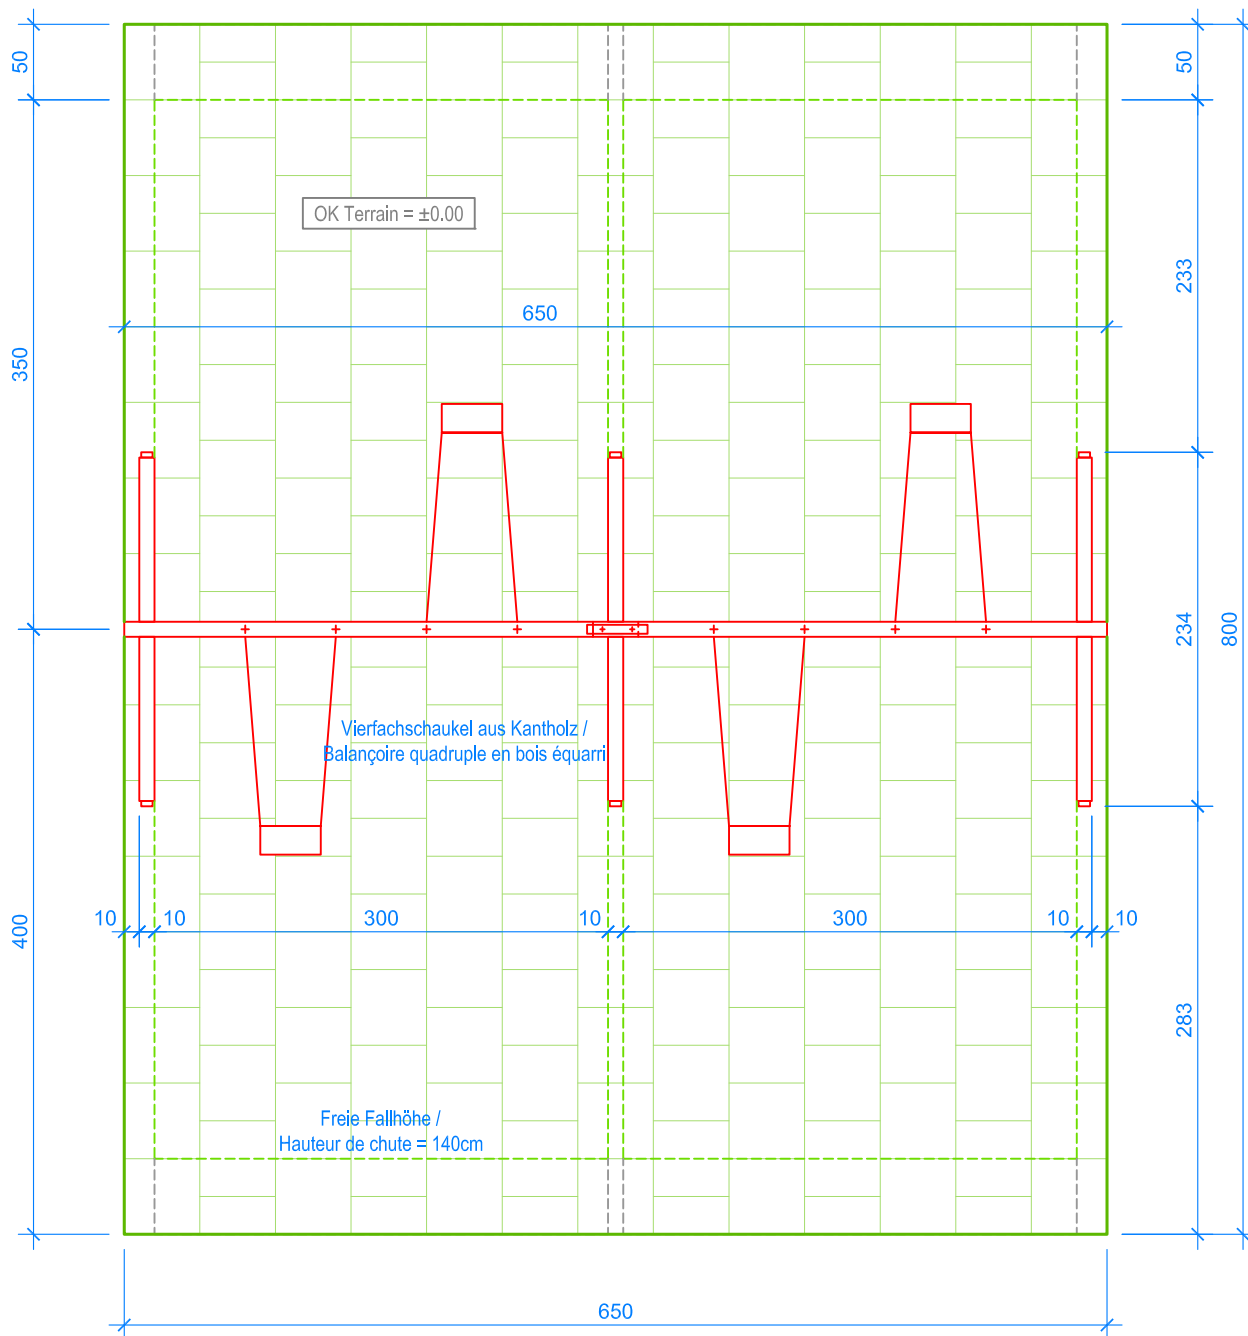 50
50
OK Terrain = ±0.00
233
650
350
234
800
Vierfachschaukel aus Kantholz /
Balançoire quadruple en bois équarri
10 10 300 10 300 10 10
400
283
Freie Fallhöhe /
Hauteur de chute = 140cm
650